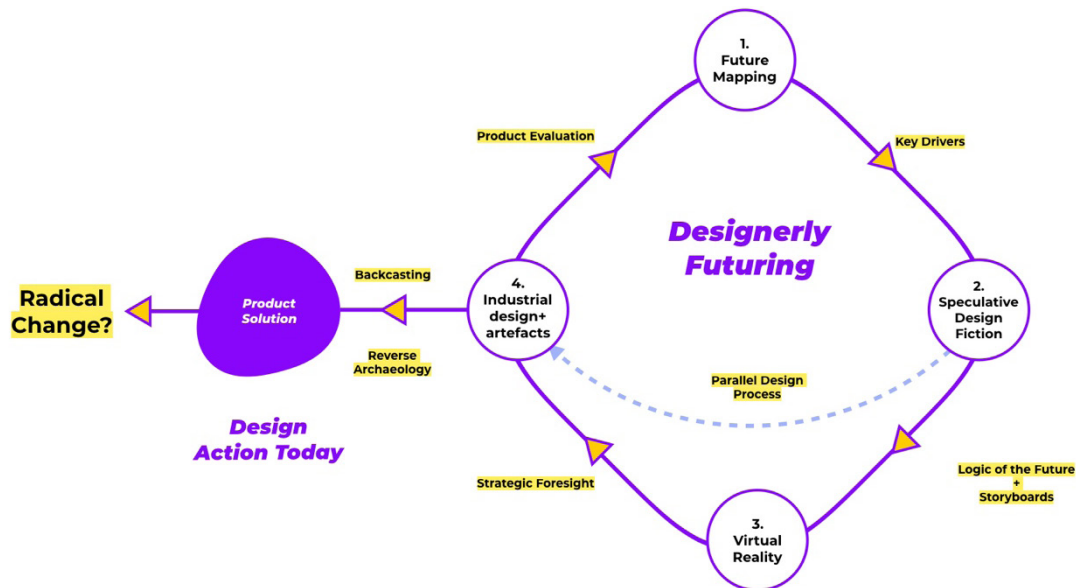 1.
Future
Mapping
Product Evaluation
Key Drivers
Designerly
Futuring
Radical
Change?
Product
Solution
Backcasting
Reverse
Archaeology
4.
Industrial
design+
artefacts
2.
Speculative
Design
Fiction
Parallel Design
Process
Design
Action Today
Strategic Foresight
Logic of the Future
+
Storyboards
3.
Virtual
Reality